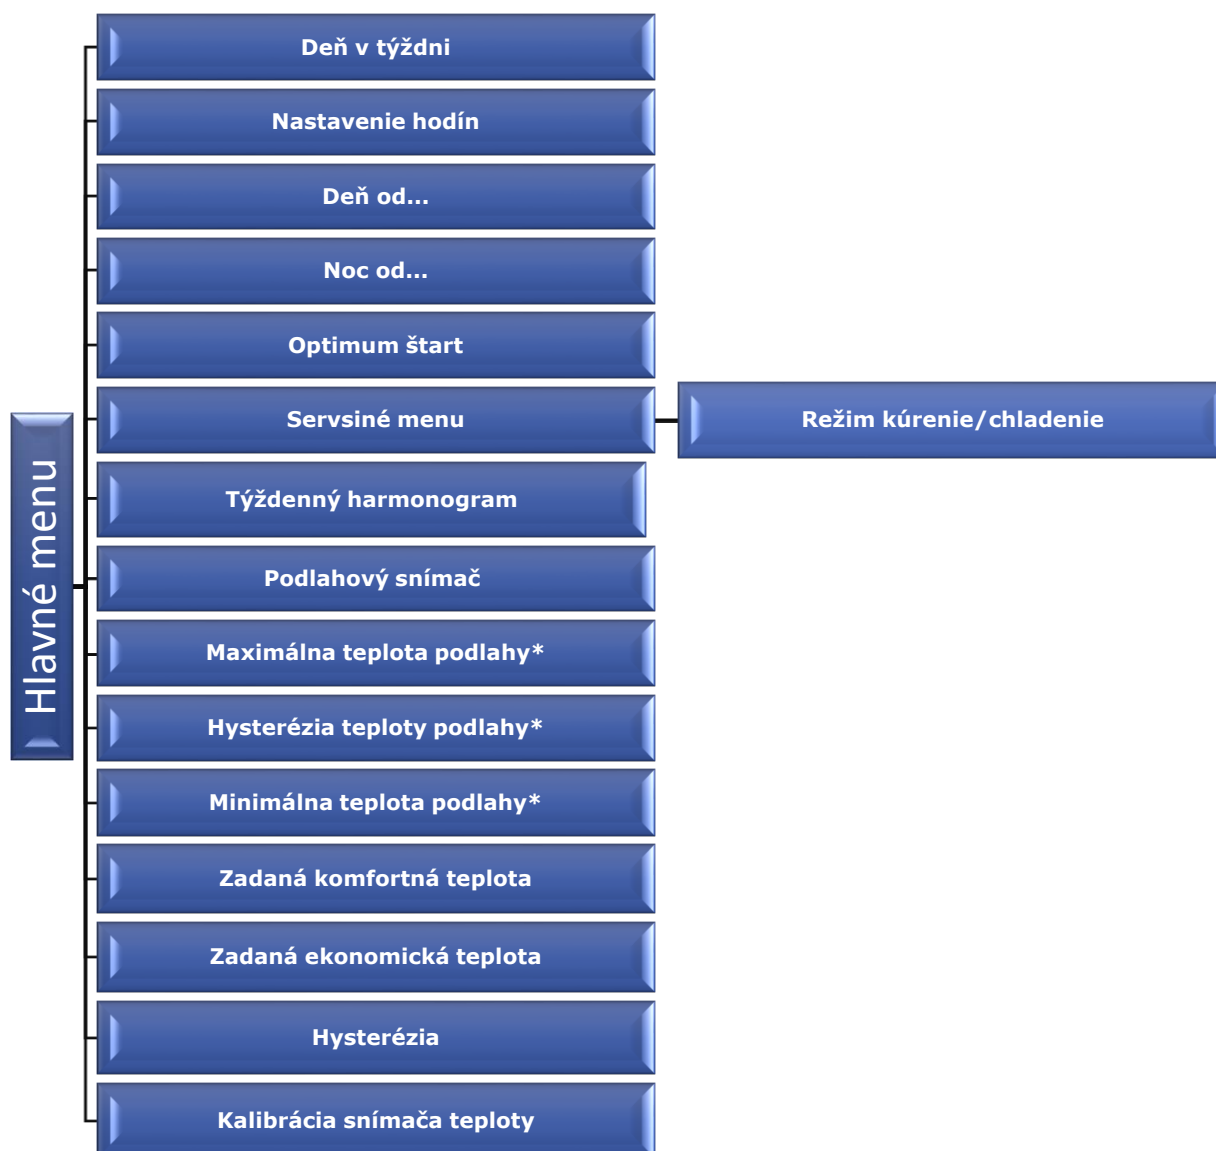 Hlavné menu
Deň v týždni
Nastavenie hodín
Deň od...
Noc od...
Optimum štart
Servsiné menu
Režim kúrenie/chladenie
Týždenný harmonogram
Podlahový snímač
Maximálna teplota podlahy*
Hysterézia teploty podlahy*
Minimálna teplota podlahy*
Zadaná komfortná teplota
Zadaná ekonomická teplota
Hysterézia
Kalibrácia snímača teploty